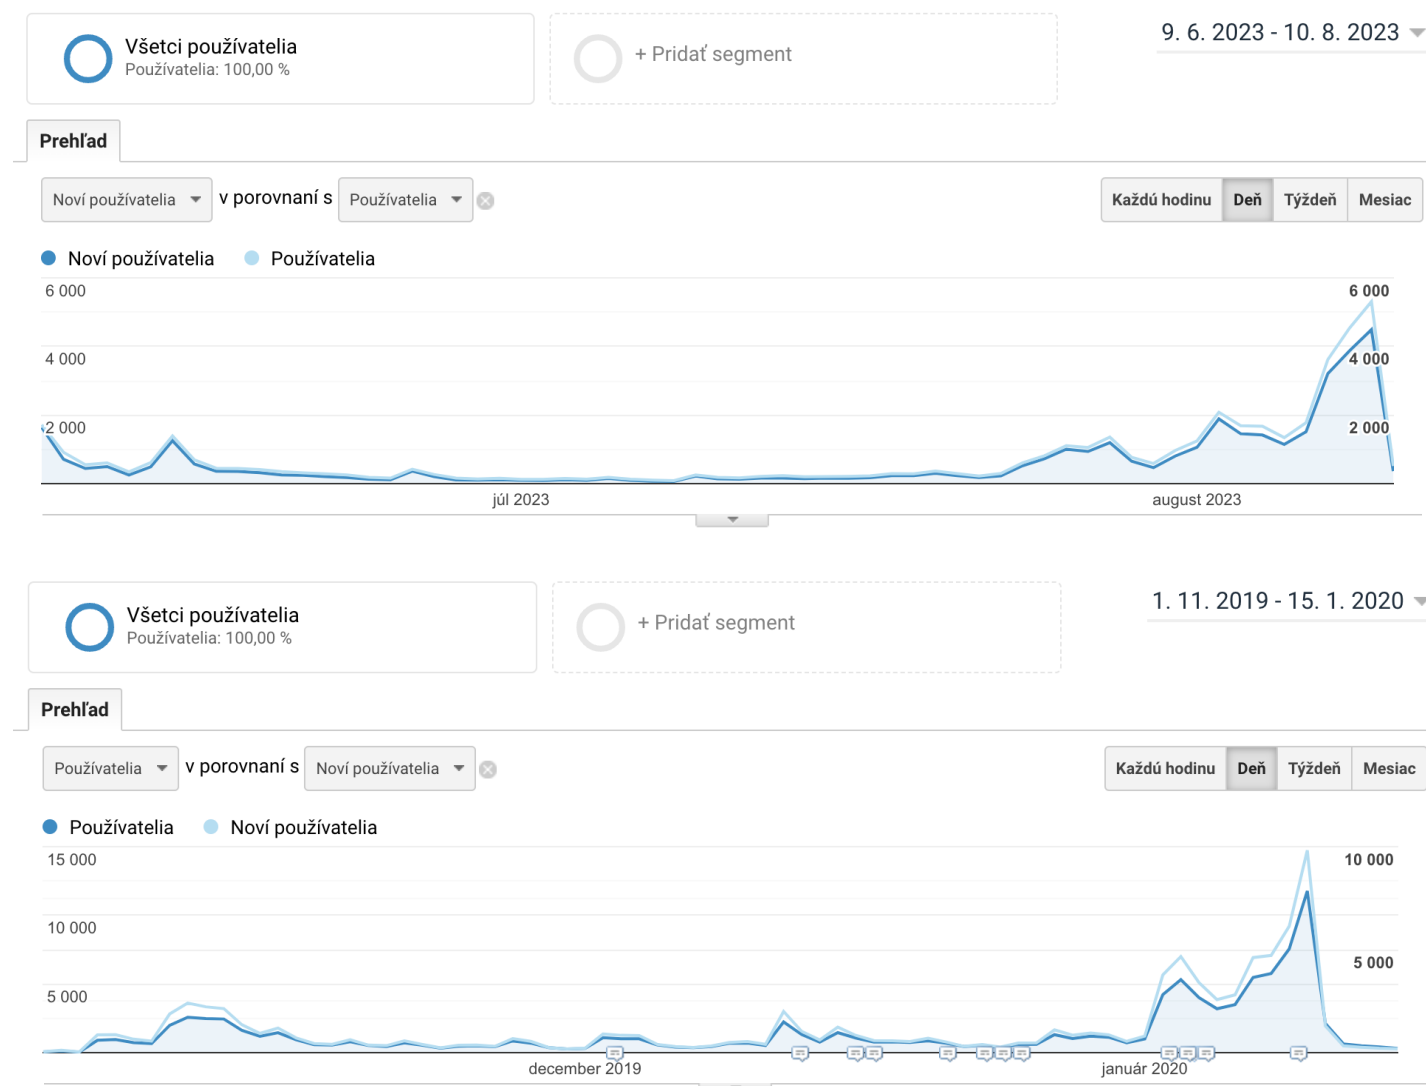 Všetci používatelia
Používatelia: 100,00 %
+ Pridať segment
9. 6. 2023 - 10. 8. 2023
Prehľad
Noví používatelia v porovnaní s Používatelia
Každú hodinu Deň Týždeň Mesiac
Noví používatelia Používatelia
6 000 6 000
4 000 4 000
2 000 2 000
júl 2023 august 2023
Všetci používatelia
Používatelia: 100,00 %
+ Pridať segment
1. 11. 2019 - 15. 1. 2020
Prehľad
Používatelia v porovnaní s Noví používatelia
Každú hodinu Deň Týždeň Mesiac
Používatelia Noví používatelia
15 000 10 000
10 000
5 000
5 000
december 2019 január 2020